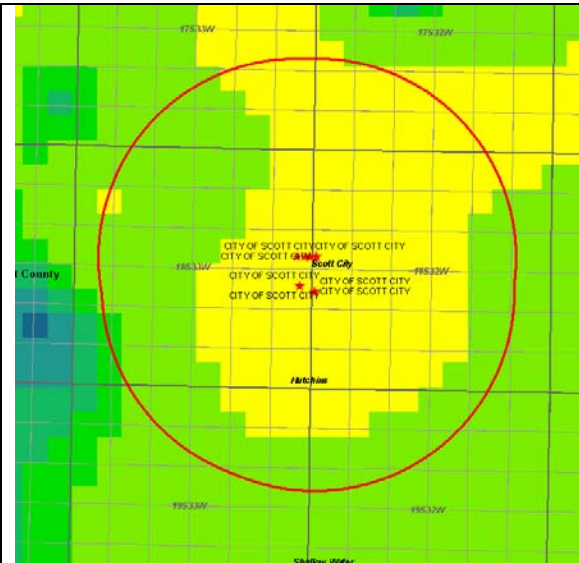 17S33W
17S32W
CITY OF SCOTT CITY CITY OF SCOTT CITY
CITY OF SCOTT CITY
Scott City
t County
18S33W
18S32W
CITY OF SCOTT CITY
CITY OF SCOTT CITY
CITY OF SCOTT CITY
CITY OF SCOTT CITY
Hutchins
19S33W
19S32W
Shallow Water